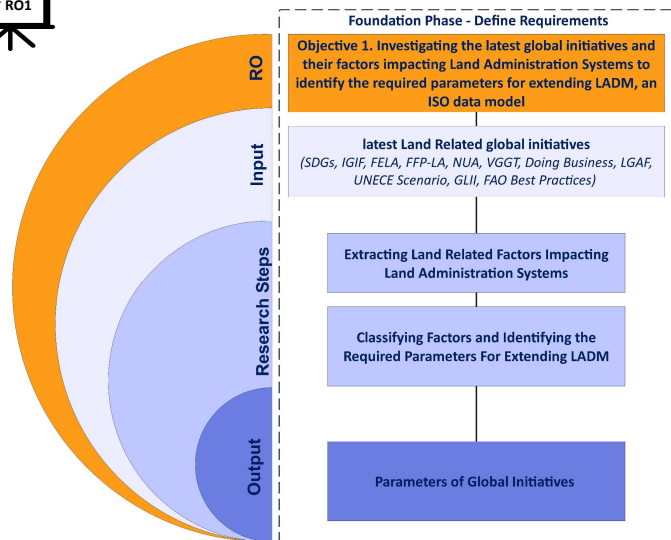 RO1
Foundation Phase - Define Requirements
RO
Objective 1. Investigating the latest global initiatives and
their factors impacting Land Administration Systems to
identify the required parameters for extending LADM, an
ISO data model
Input
latest Land Related global initiatives
(SDGs, IGIF, FELA, FFP-LA, NUA, VGGT, Doing Business, LGAF,
UNECE Scenario, GLII, FAO Best Practices)
Research Steps
Extracting Land Related Factors Impacting
Land Administration Systems
Classifying Factors and Identifying the
Required Parameters For Extending LADM
Output
Parameters of Global Initiatives